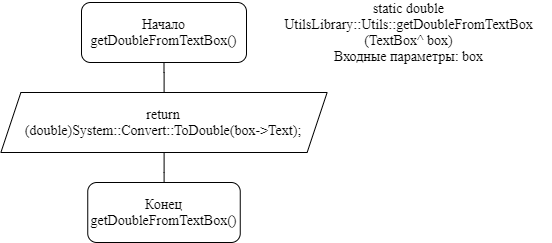 Начало
getDoubleFromTextBox()
static double
UtilsLibrary::Utils::getDoubleFromTextBox
(TextBox^ box)
Входные параметры: box
return
(double)System::Convert::ToDouble(box->Text);
Конец
getDoubleFromTextBox()